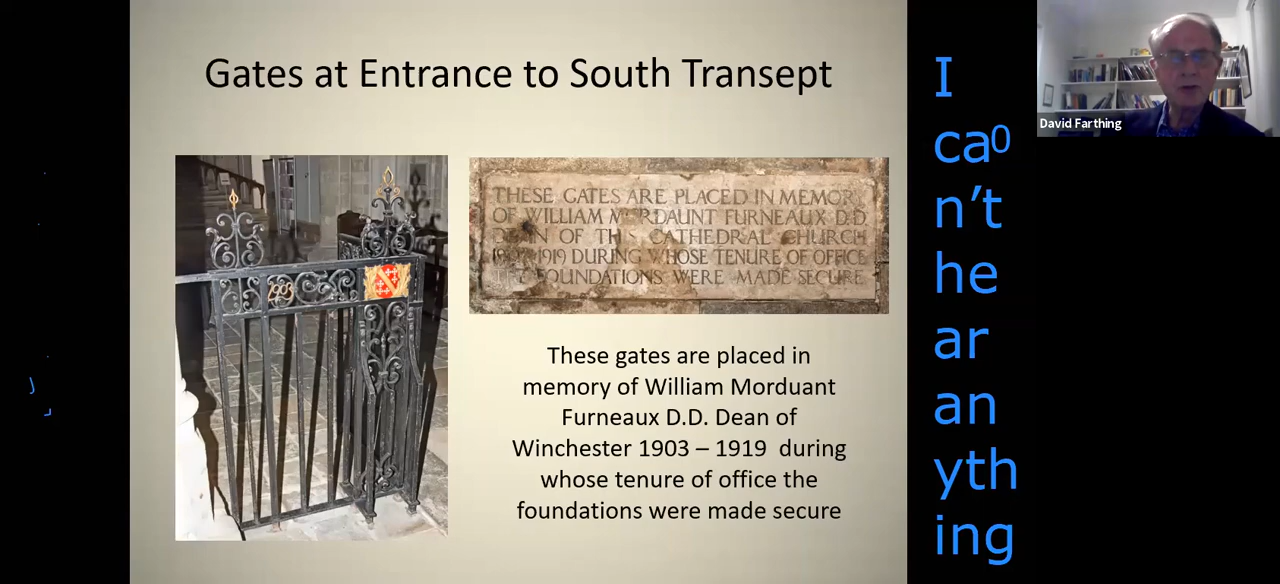 Gates at Entrance to South Transept
1903
THESE GATES ARE PLACED IN MEMORY
OF WILLIAM MORDAUNT FURNEAUX D.D.
DEAN OF THIS CATHEDRAL CHURCH
1903-1919 DURING WHOSE TENURE OF OFFICE
THE FOUNDATIONS WERE MADE SECURE
These gates are placed in
memory of William Morduant
Furneaux D.D. Dean of
Winchester 1903 – 1919 during
whose tenure of office the
foundations were made secure
I
ca0
n't
he
ar
an
yth
ing
David Farthing